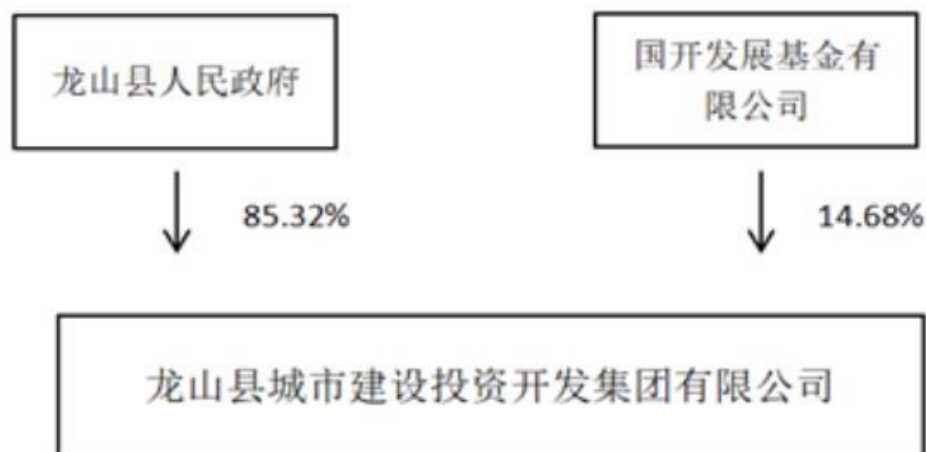 龙山县人民政府
国开发展基金有
限公司
85.32%
14.68%
龙山县城市建设投资开发集团有限公司